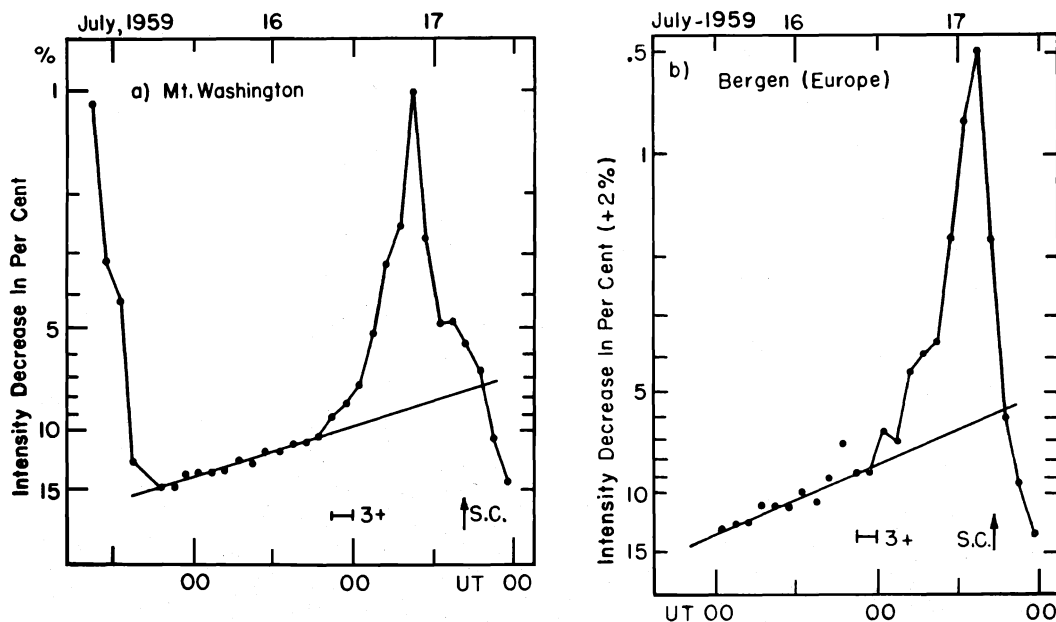 July, 1959 16 17
%
a) Mt. Washington
1
5
10
15
Intensity Decrease In Per Cent
3+
S.C.
00 00 UT 00
July-1959 16 17
.5
b) Bergen (Europe)
1
5
10
15
Intensity Decrease In Per Cent (+2%)
3+
S.C.
UT 00 00 00